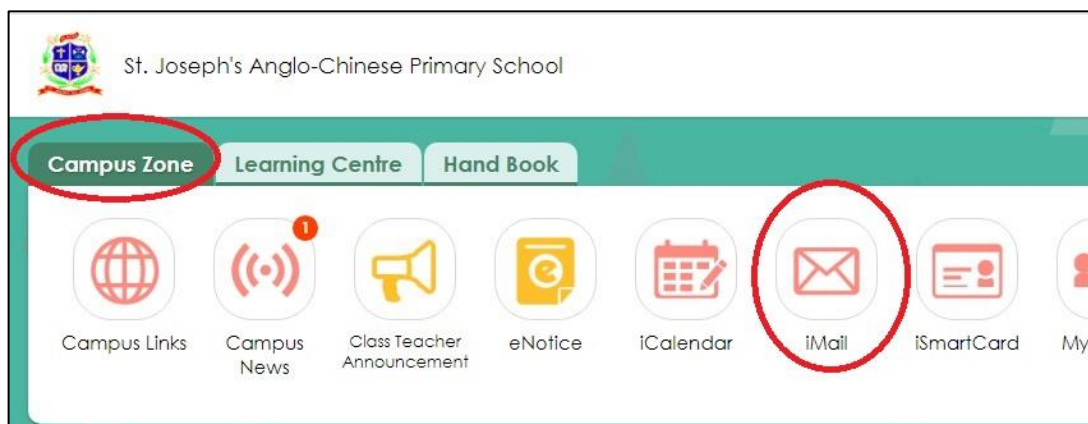 St. Joseph's Anglo-Chinese Primary School
Campus Zone
Learning Centre
Hand Book
1
Campus Links
Campus
News
Class Teacher
Announcement
e
eNotice
iCalendar
iMail
iSmartCard
My